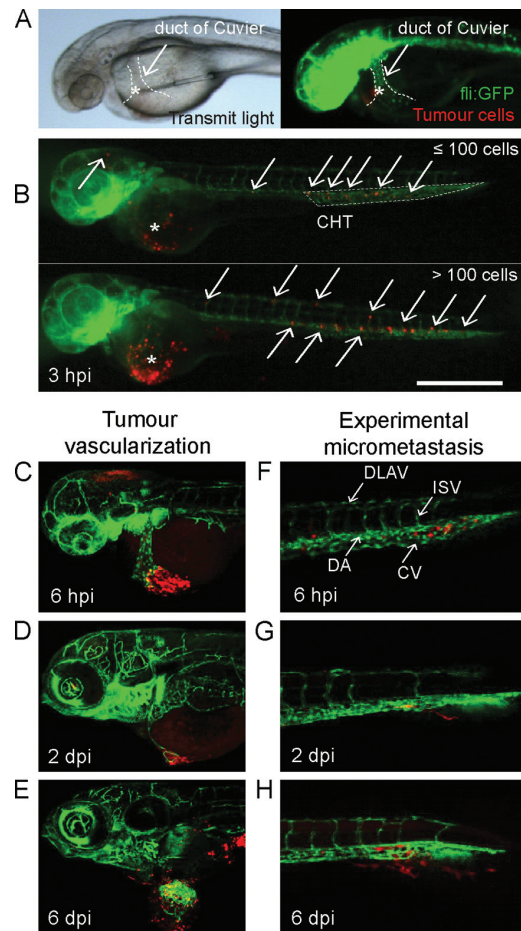 A
duct of Cuvier
*
Transmit light
duct of Cuvier
*
fli:GFP
Tumour cells
B
≤ 100 cells
*
CHT
> 100 cells
*
3 hpi
Tumour
vascularization
Experimental
micrometastasis
C
6 hpi
F
DLAV
ISV
DA
CV
6 hpi
D
2 dpi
G
2 dpi
E
6 dpi
H
6 dpi